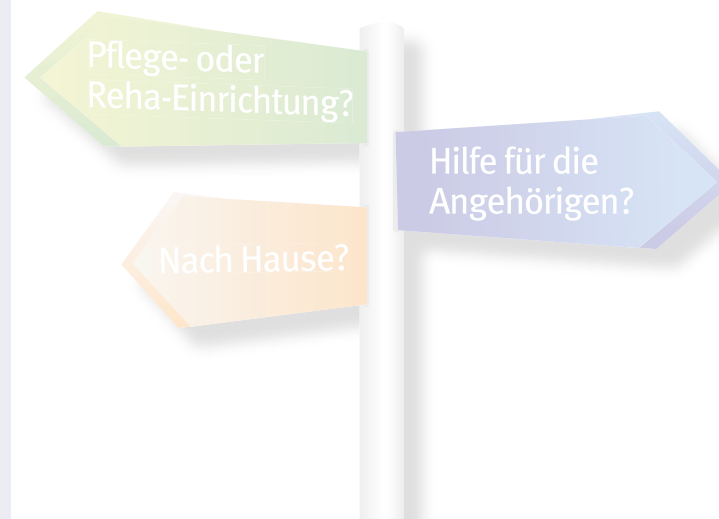 Pflege- oder
Reha-Einrichtung?
Hilfe für die
Angehörigen?
Nach Hause?